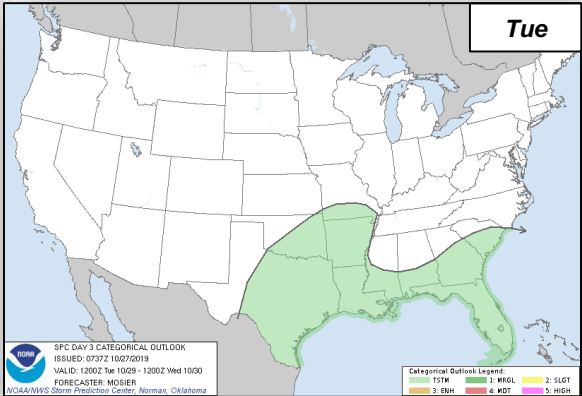 Tue
SPC DAY 3 CATEGORICAL OUTLOOK
ISSUED: 0737Z 10/27/2019
VALID: 1200Z Tue 10/29 - 1200Z Wed 10/30
FORECASTER: MOSIER
NOAA/NWS Storm Prediction Center, Norman, Oklahoma
NOAA
Categorical Outlook Legend:
TSTM 1: MRGL 2: SLGT
3: ENH 4: MDT 5: HIGH